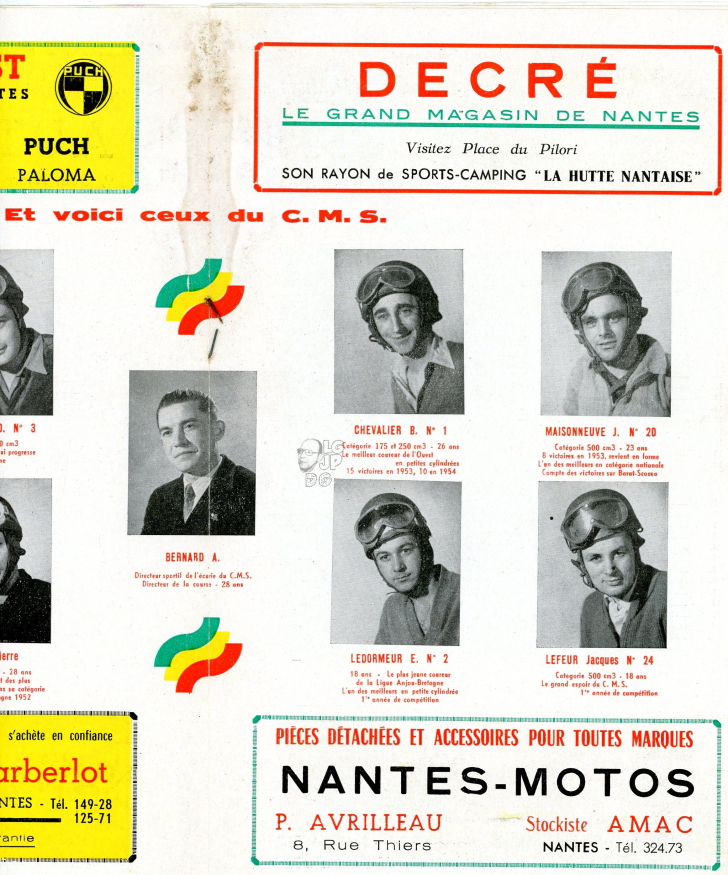 ST
TES
PUCH
PUCH
PALOMA
DECRÉ
LE GRAND MAGASIN DE NANTES
Visitez Place du Pilori
SON RAYON de SPORTS-CAMPING "LA HUTTE NANTAISE"
Et voici ceux du C. M. S.
N° 3
0 cm3
progresse
CHEVALIER B. N° 1
Catégorie 175 et 250 cm3 - 26 ans
Le meilleur coureur de l'Ouest
en petites cylindrées
15 victoires en 1953, 10 en 1954
MAISONNEUVE J. N° 20
Catégorie 500 cm3 - 23 ans
8 victoires en 1953, revient en forme
L'un des meilleurs en catégorie nationale
Compte des victoires sur Barat-Scossa
LG
JP
DG
BERNARD A.
Directeur sportif de l'écurie du C.M.S.
Directeur de la course - 28 ans
ierre
- 28 ans
t des plus
ns sa catégorie
gne 1952
LEDORMEUR E. N° 2
18 ans - Le plus jeune coureur
de la Ligue Anjou-Bretagne
L'un des meilleurs en petite cylindrée
1re année de compétition
LEFEUR Jacques N° 24
Catégorie 500 cm3 - 18 ans
Le grand espoir du C. M. S.
1re année de compétition
s'achète en confiance
arberlot
NTES - Tél. 149-28
125-71
rantie
PIÈCES DÉTACHÉES ET ACCESSOIRES POUR TOUTES MARQUES
NANTES-MOTOS
P. AVRILLEAU Stockiste AMAC
8, Rue Thiers NANTES - Tél. 324.73